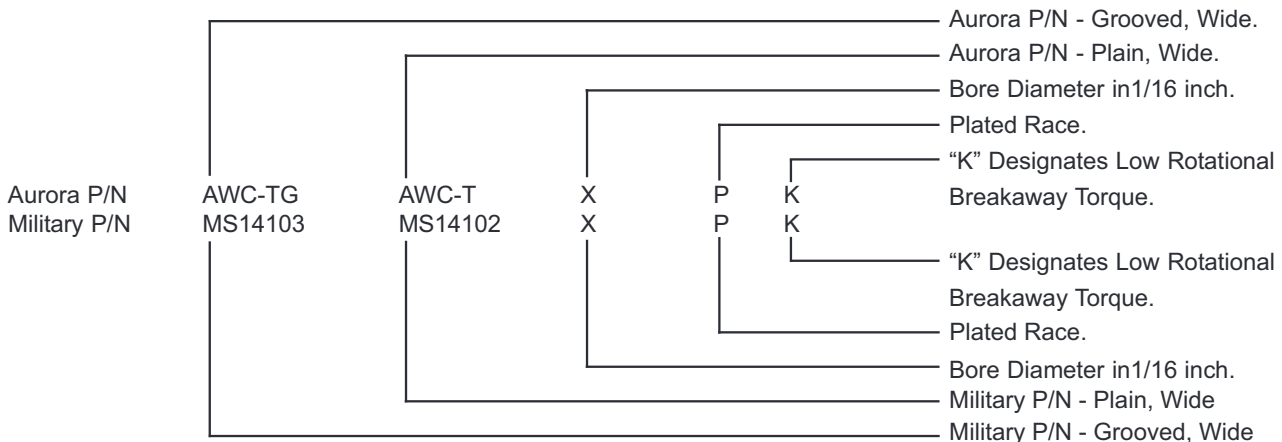 Aurora P/N - Grooved, Wide.
Aurora P/N - Plain, Wide.
Bore Diameter in1/16 inch.
Plated Race.
“K” Designates Low Rotational
Breakaway Torque.
Aurora P/N AWC-TG AWC-T X P K
Military P/N MS14103 MS14102 X P K
“K” Designates Low Rotational
Breakaway Torque.
Plated Race.
Bore Diameter in1/16 inch.
Military P/N - Plain, Wide
Military P/N - Grooved, Wide